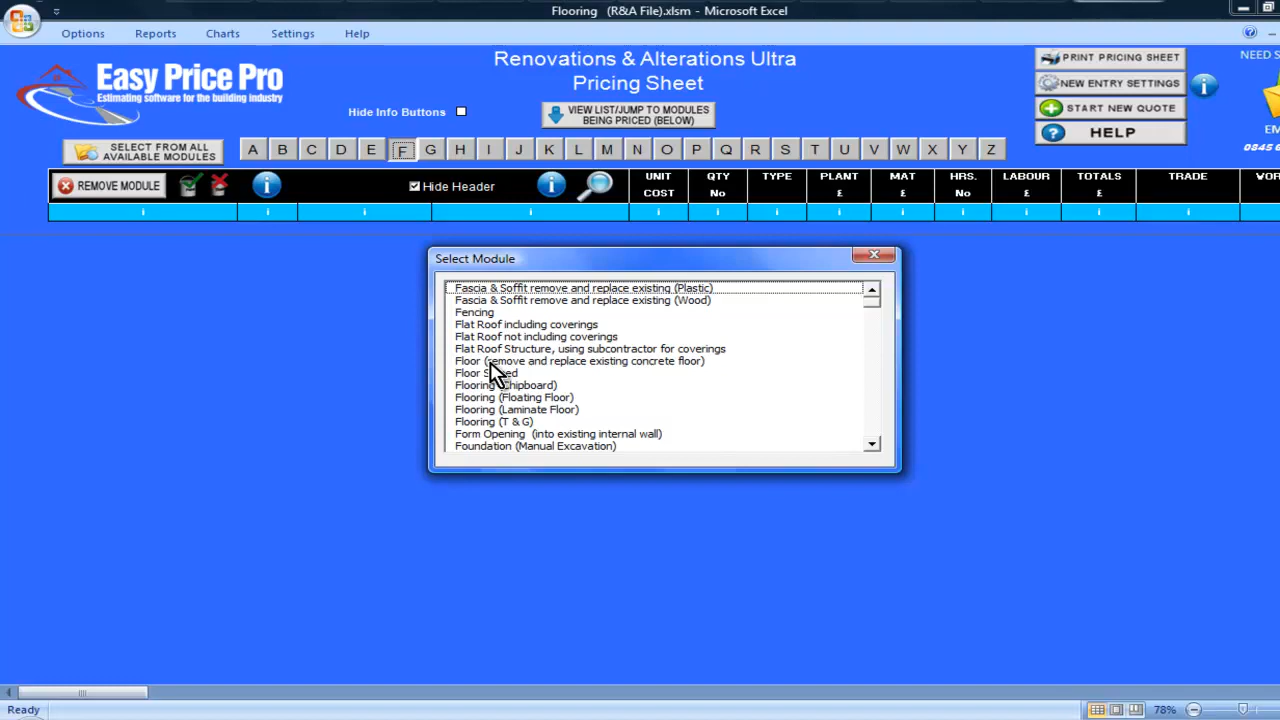 Flooring (R&A File).xlsm - Microsoft Excel
Options Reports Charts Settings Help
Easy Price Pro
Estimating software for the building industry
Renovations & Alterations Ultra
Pricing Sheet
Hide Info Buttons
VIEW LIST/JUMP TO MODULES
BEING PRICED (BELOW)
PRINT PRICING SHEET
NEW ENTRY SETTINGS
START NEW QUOTE
HELP
NEED S
EM
0845 6
SELECT FROM ALL
AVAILABLE MODULES
A B C D E F G H I J K L M N O P Q R S T U V W X Y Z
REMOVE MODULE
Hide Header
UNIT COST
QTY No
TYPE
PLANT £
MAT £
HRS. No
LABOUR £
TOTALS £
TRADE
WOR
Select Module
Fascia & Soffit remove and replace existing (Plastic)
Fascia & Soffit remove and replace existing (Wood)
Fencing
Flat Roof including coverings
Flat Roof not including coverings
Flat Roof Structure, using subcontractor for coverings
Floor (remove and replace existing concrete floor)
Floor
Flooring (Chipboard)
Flooring (Floating Floor)
Flooring (Laminate Floor)
Flooring (T & G)
Form Opening (into existing internal wall)
Foundation (Manual Excavation)
Ready
78%